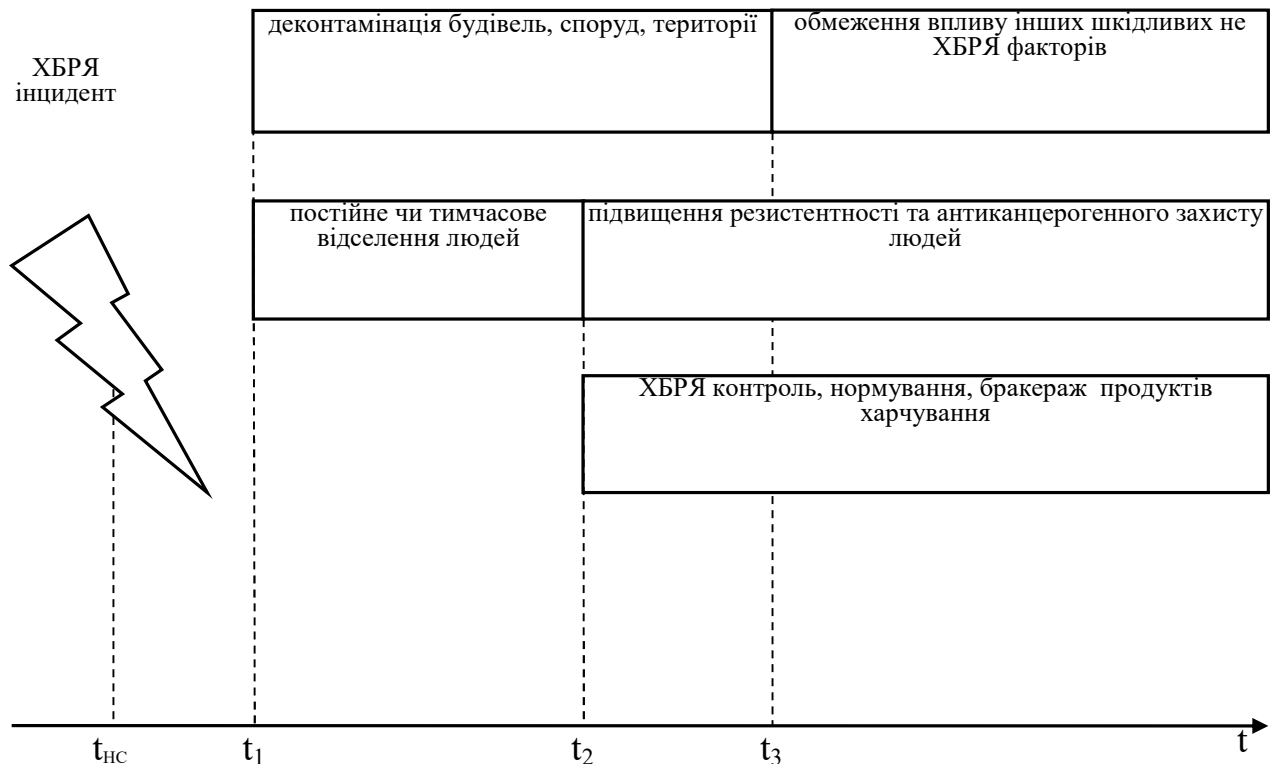 деконтамінація будівель, споруд, території
обмеження впливу інших шкідливих не
ХБРЯ факторів
ХБРЯ
інцидент
постійне чи тимчасове
відселення людей
підвищення резистентності та антиканцерогенного захисту
людей
ХБРЯ контроль, нормування, бракераж  продуктів
харчування
tНС
t1
t2
t3
t